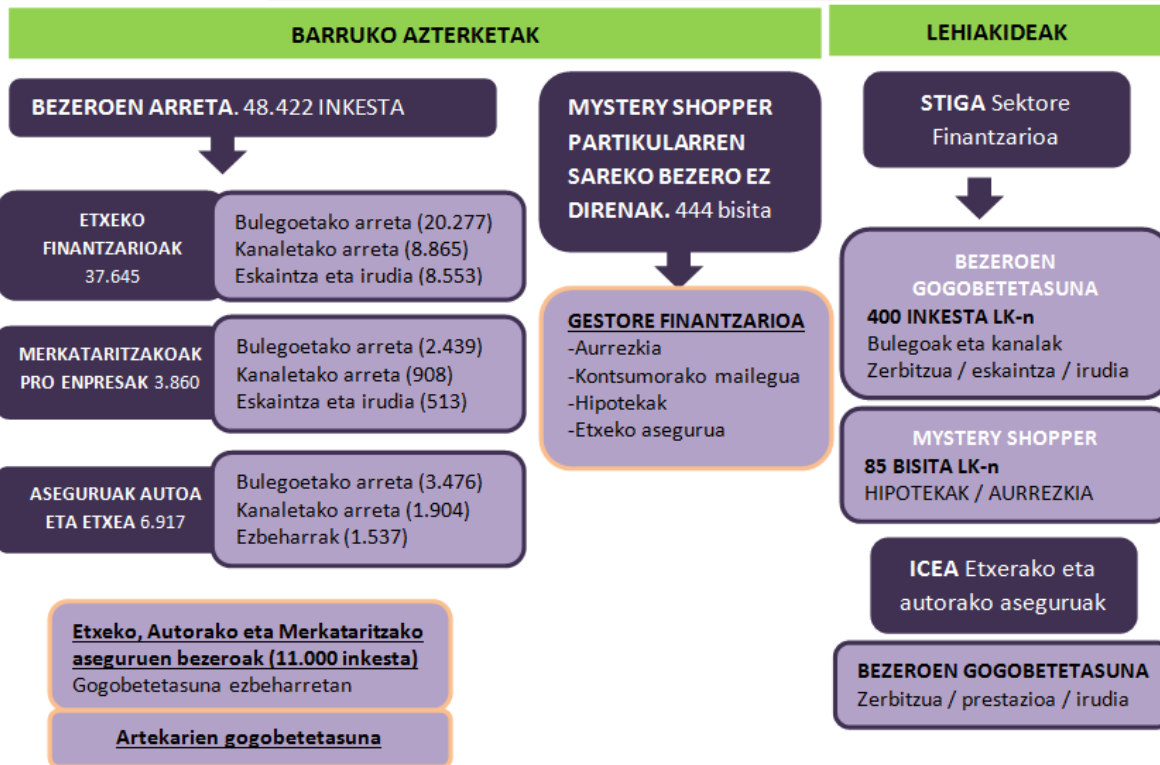 BARRUKO AZTERKETAK
BEZEROEN ARRETA. 48.422 INKESTA
ETXEKO
FINANTZARIOAK
37.645
Bulegoetako arreta (20.277)
Kanaletako arreta (8.865)
Eskaintza eta irudia (8.553)
MERKATARITZAKOAK
PRO ENPRESAK 3.860
Bulegoetako arreta (2.439)
Kanaletako arreta (908)
Eskaintza eta irudia (513)
ASEGURUAK AUTOA
ETA ETXEA 6.917
Bulegoetako arreta (3.476)
Kanaletako arreta (1.904)
Ezbeharrak (1.537)
Etxeko, Autorako eta Merkataritzako
aseguruen bezeroak (11.000 inkesta)
Gogobetetasuna ezbeharretan
Artekarien gogobetetasuna
MYSTERY SHOPPER
PARTIKULARREN
SAREKO BEZERO EZ
DIRENAK. 444 bisita
GESTORE FINANTZARIOA
-Aurrezkia
-Kontsumorako mailegua
-Hipotekak
-Etxeko asegurua
LEHIAKIDEAK
STIGA Sektore
Finantzarioa
BEZEROEN
GOGOBETETASUNA
400 INKESTA LK-n
Bulegoak eta kanalak
Zerbitzua / eskaintza / irudia
MYSTERY SHOPPER
85 BISITA LK-n
HIPOTEKAK / AURREZKIA
ICEA Etxerako eta
autorako aseguruak
BEZEROEN GOGOBETETASUNA
Zerbitzua / prestazioa / irudia